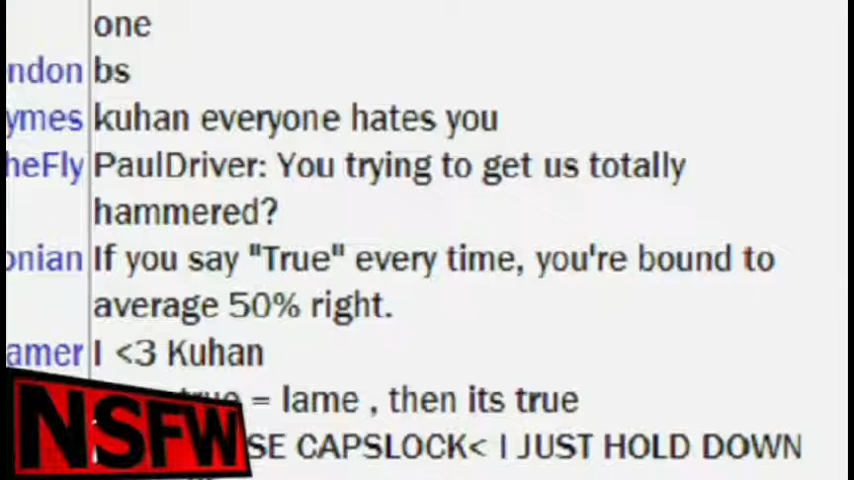 one
ndon bs
ymes kuhan everyone hates you
heFly PaulDriver: You trying to get us totally
hammered?
onian If you say "True" every time, you're bound to
average 50% right.
amer I <3 Kuhan
true = lame , then its true
SE CAPSLOCK< I JUST HOLD DOWN
NSFW